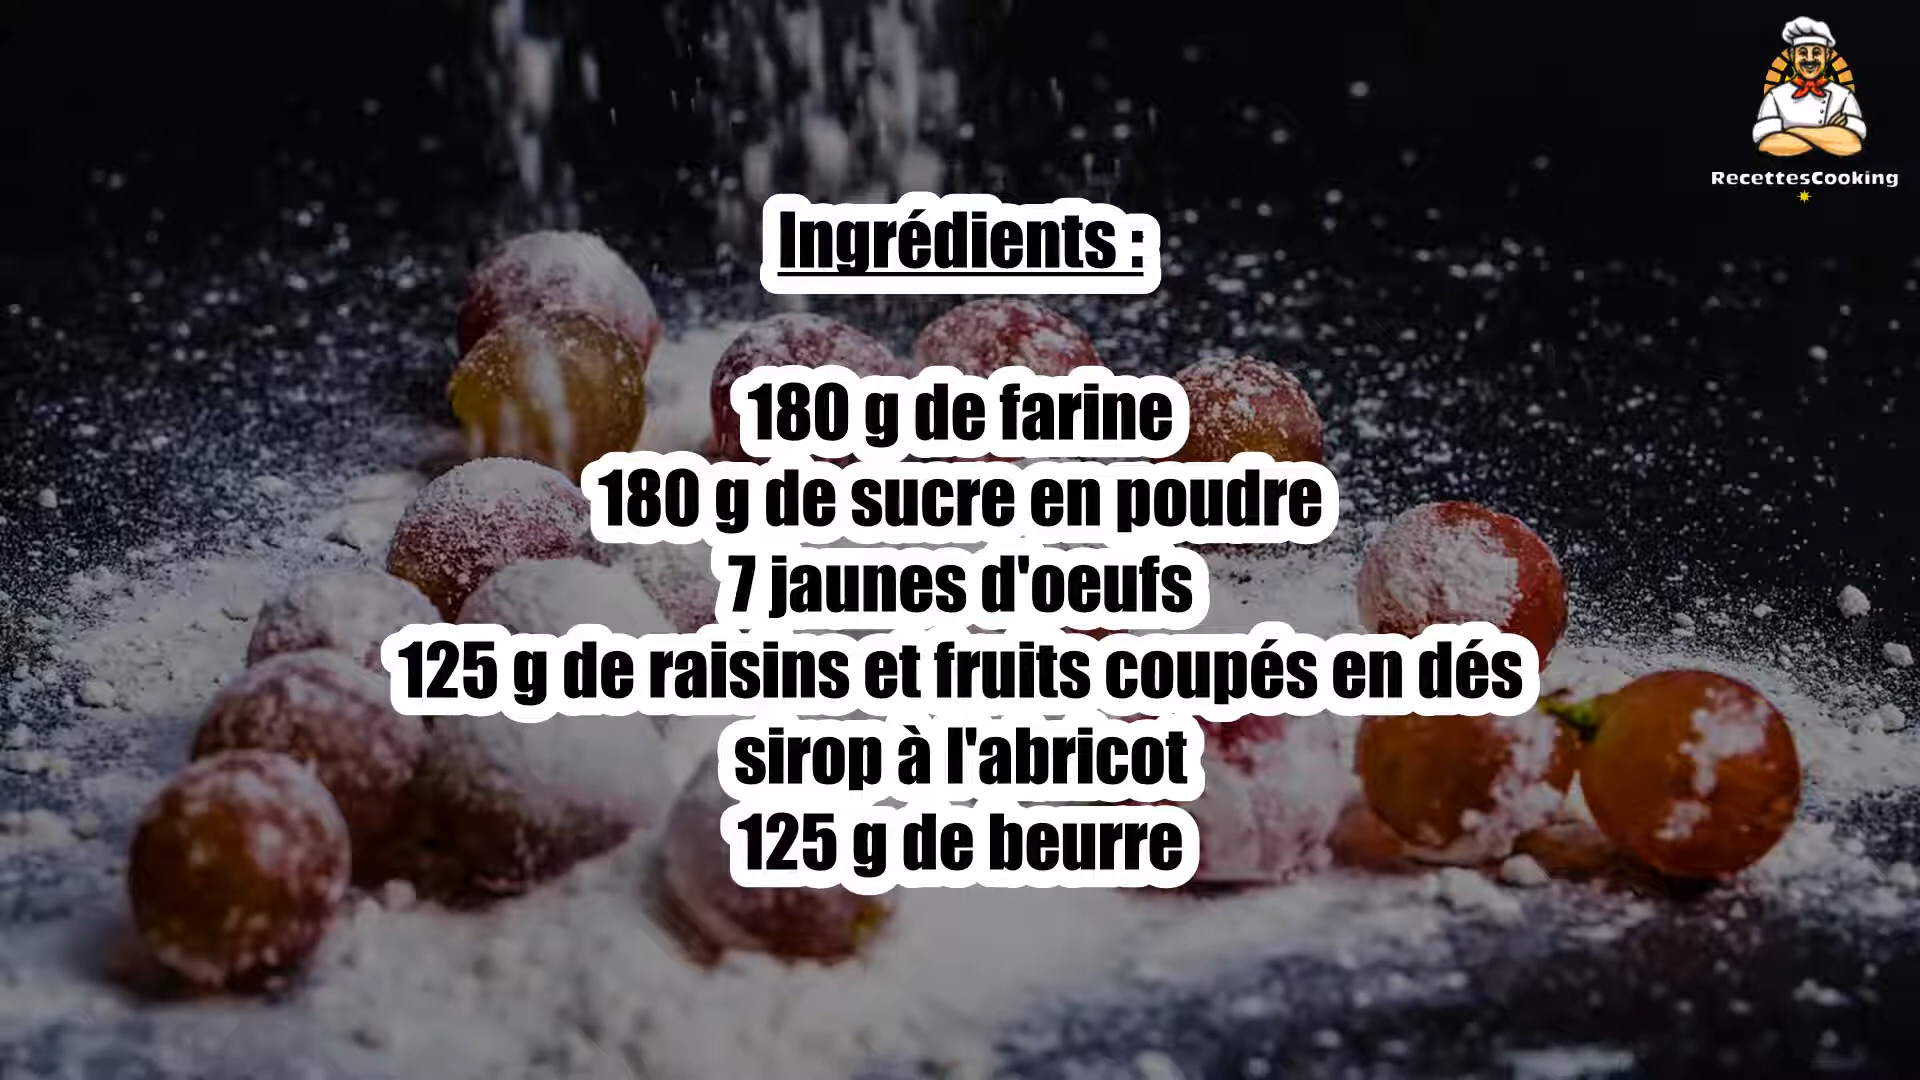 RecettesCooking
Ingrédients :
180 g de farine
180 g de sucre en poudre
7 jaunes d'oeufs
125 g de raisins et fruits coupés en dés
sirop à l'abricot
125 g de beurre